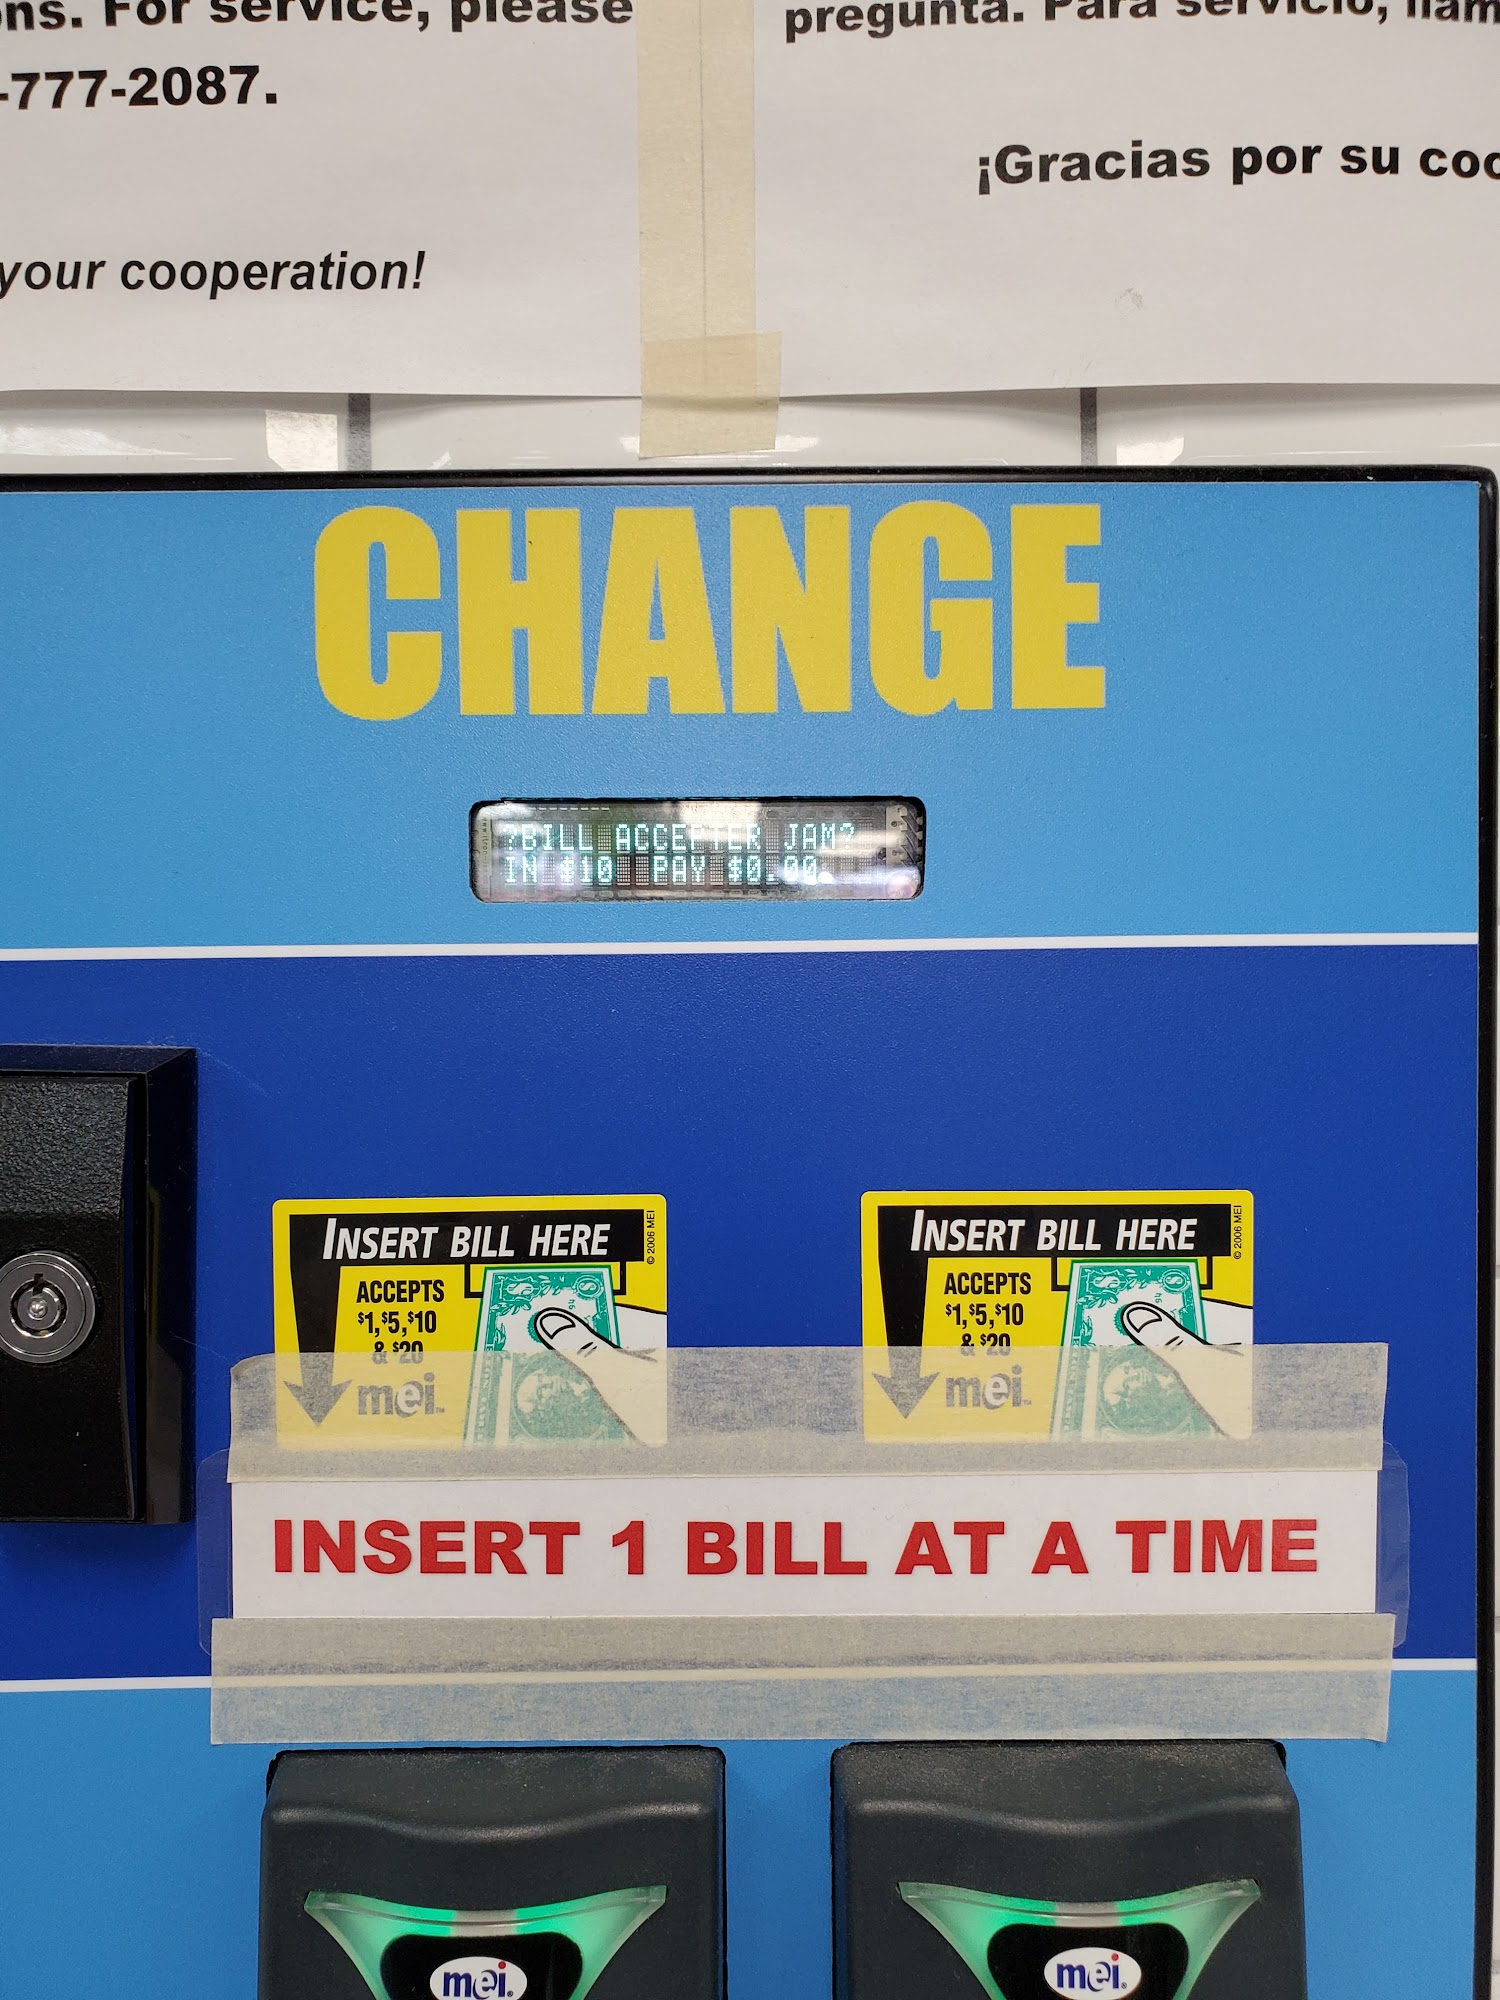 ns. For service, please
-777-2087.
your cooperation!
pregunta. Para servicio, llam
¡Gracias por su coo
CHANGE
?BILL ACCEPTER JAM?
IN $10 PAY $0.00
INSERT BILL HERE
© 2006 MEI
ACCEPTS
$1,$5,$10
& $20
mei™
INSERT BILL HERE
© 2006 MEI
ACCEPTS
$1,$5,$10
& $20
mei™
INSERT 1 BILL AT A TIME
mei.
mei.